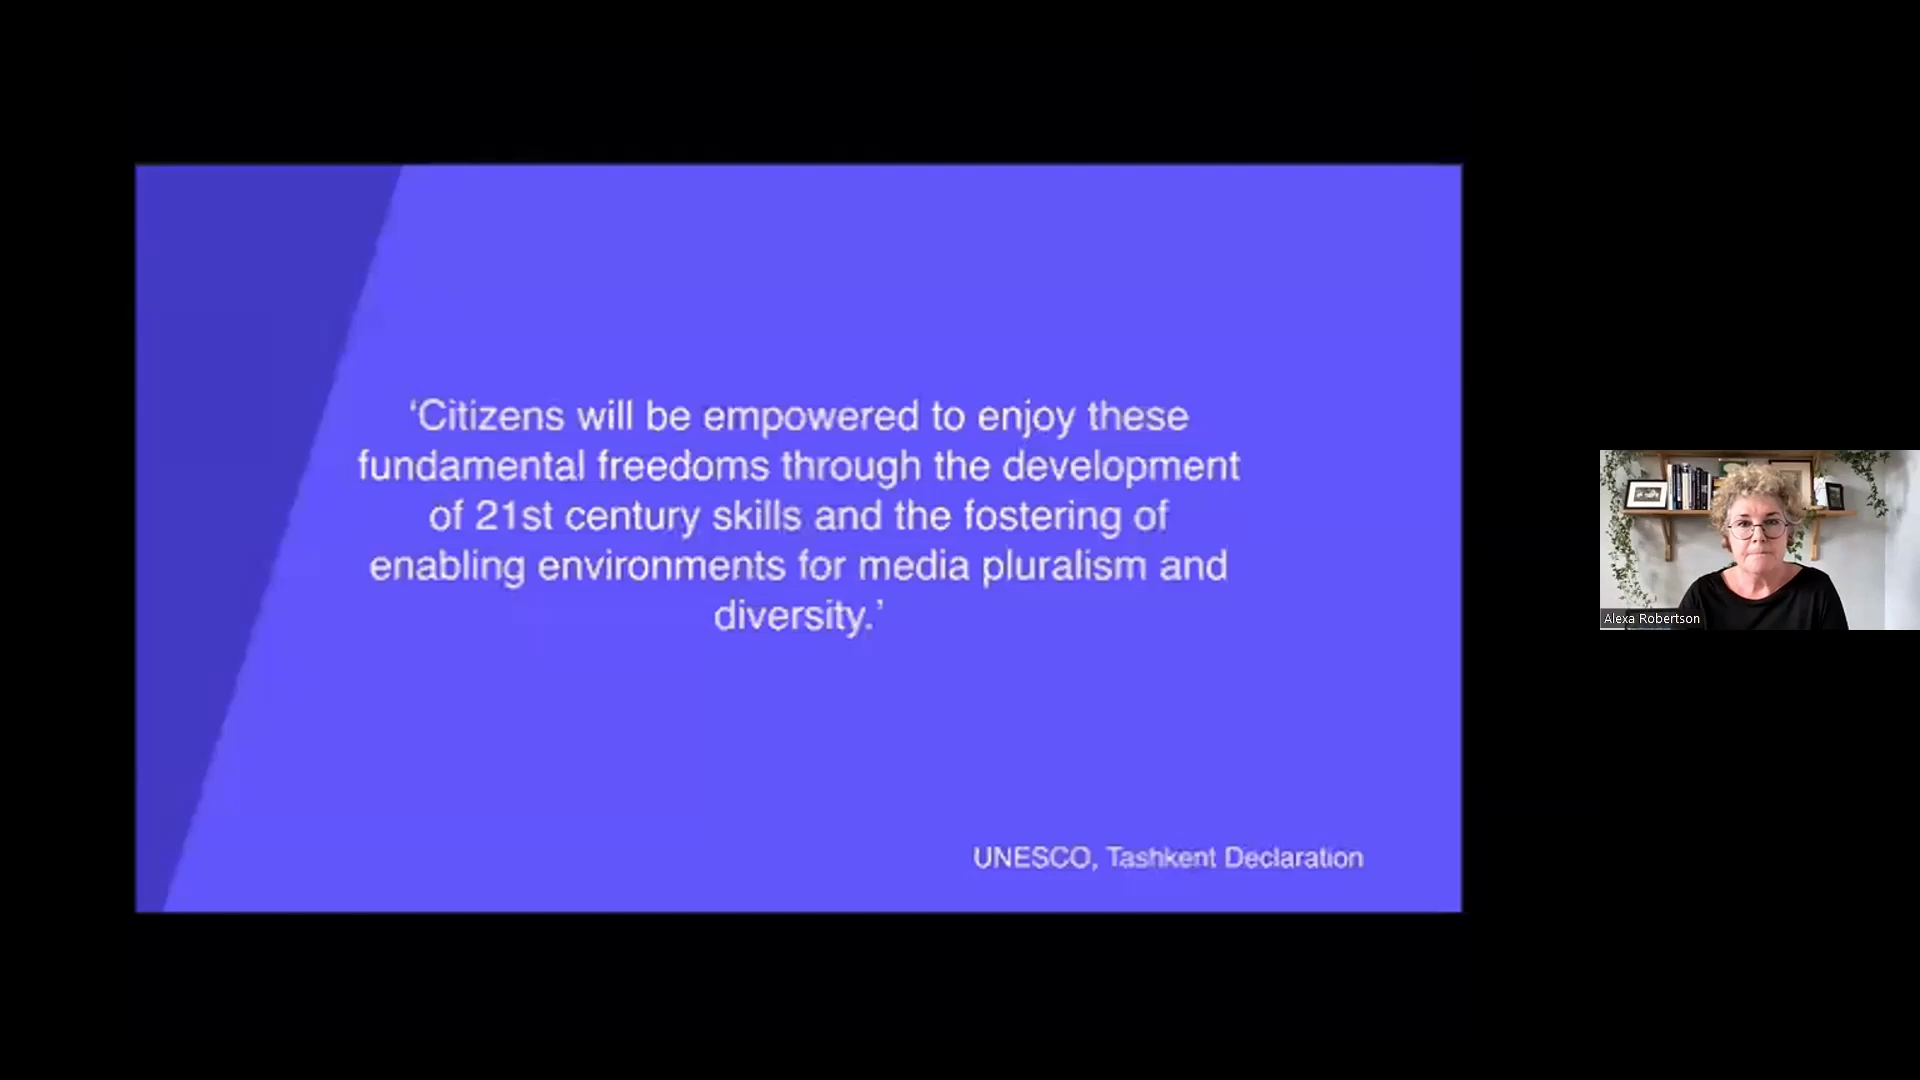 ‘Citizens will be empowered to enjoy these
fundamental freedoms through the development
of 21st century skills and the fostering of
enabling environments for media pluralism and
diversity.’
UNESCO, Tashkent Declaration
Alexa Robertson